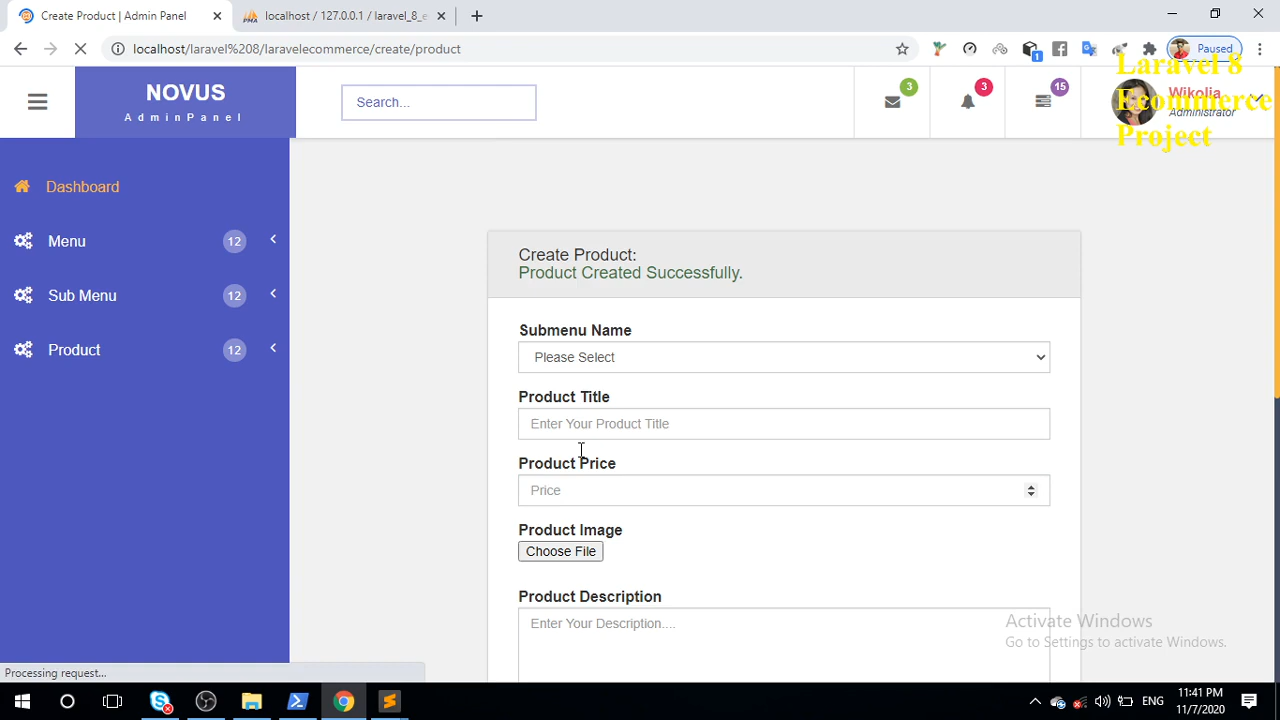 Create Product | Admin Panel
localhost / 127.0.0.1 / laravel_8_e
localhost/laravel%208/laravelecommerce/create/product
1
Paused
Laravel 8
Ecommerce
Project
NOVUS
AdminPanel
Search...
3
3
15
Wikolia
Administrator
Dashboard
Menu
12
Sub Menu
12
Product
12
Create Product:
Product Created Successfully.
Submenu Name
Please Select
Product Title
Enter Your Product Title
Product Price
Price
Product Image
Choose File
Product Description
Enter Your Description....
Activate Windows
Go to Settings to activate Windows.
Processing request...
ENG
11:41 PM
11/7/2020